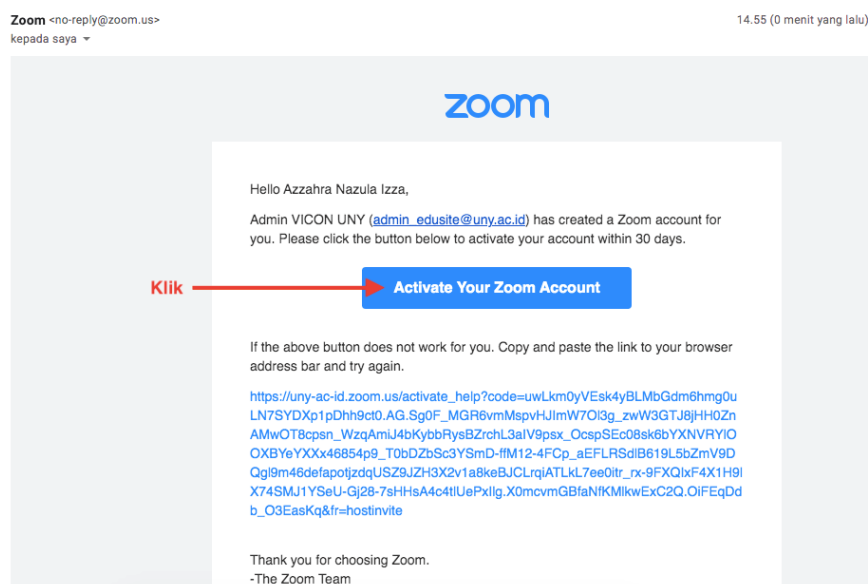 Zoom <no-reply@zoom.us>
14.55 (0 menit yang lalu)
kepada saya
zoom
Hello Azzahra Nazula Izza,
Admin VICON UNY (admin_edusite@uny.ac.id) has created a Zoom account for
you. Please click the button below to activate your account within 30 days.
Klik
Activate Your Zoom Account
If the above button does not work for you. Copy and paste the link to your browser
address bar and try again.
https://uny-ac-id.zoom.us/activate_help?code=uwLkm0yVEsk4yBLMbGdm6hmg0u
LN7SYDXp1pDhh9ct0.AG.Sg0F_MGR6vmMspvHJImW7Ol3g_zwW3GTJ8jHH0Zn
AMwOT8cpsn_WzqAmiJ4bKybbRysBZrchL3aIV9psx_OcspSEc08sk6bYXNVRYlO
OXBYeYXXx46854p9_T0bDZbSc3YSmD-ffM12-4FCp_aEFLRSdlB619L5bZmV9D
Qgl9m46defapotjzdqUSZ9JZH3X2v1a8keBJCLrqiATLkL7ee0itr_rx-9FXQIxF4X1H9l
X74SMJ1YSeU-Gj28-7sHHsA4c4tlUePxIlg.X0mcvmGBfaNfKMlkwExC2Q.OiFEqDd
b_O3EasKq&fr=hostinvite
Thank you for choosing Zoom.
-The Zoom Team